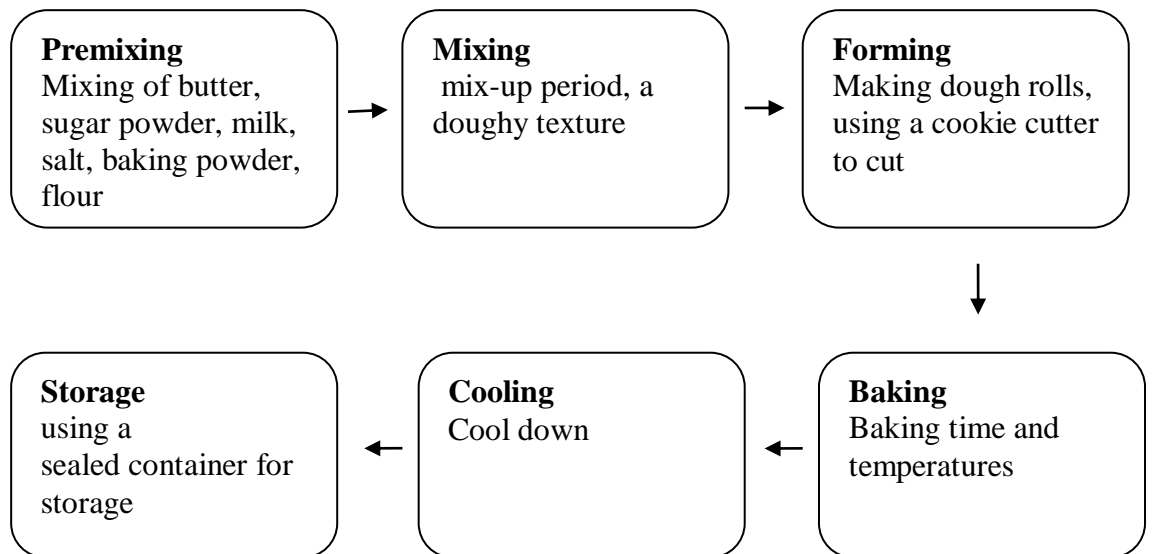 Premixing
Mixing of butter,
sugar powder, milk,
salt, baking powder,
flour
Mixing
mix-up period, a
doughy texture
Forming
Making dough rolls,
using a cookie cutter
to cut
Baking
Baking time and
temperatures
Cooling
Cool down
Storage
using a
sealed container for
storage